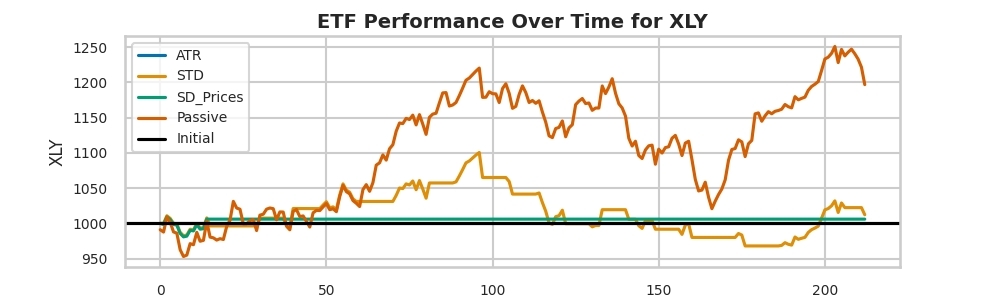 ETF Performance Over Time for XLY
1250
1200
1150
1100
1050
1000
950
XLY
ATR
STD
SD_Prices
Passive
Initial
0
50
100
150
200